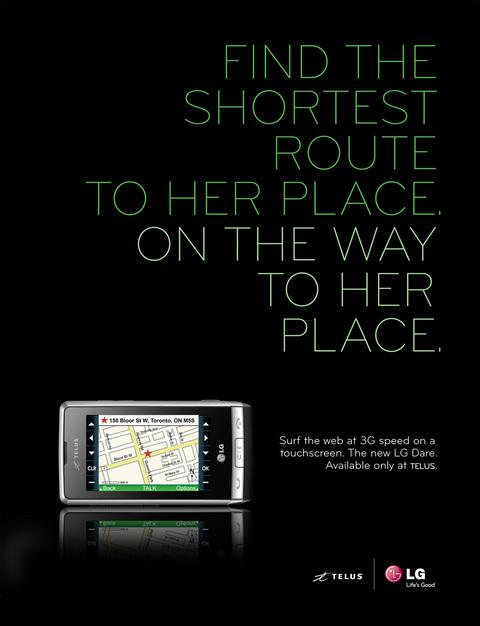 FIND THE
SHORTEST
ROUTE
TO HER PLACE.
ON THE WAY
TO HER
PLACE.
★ 150 Bloor St W, Toronto, ON M5S
TELUS
CLR
OK
Bloor St W
Back TALK Options
LG
Surf the web at 3G speed on a
touchscreen. The new LG Dare.
Available only at TELUS.
TELUS
LG
Life's Good